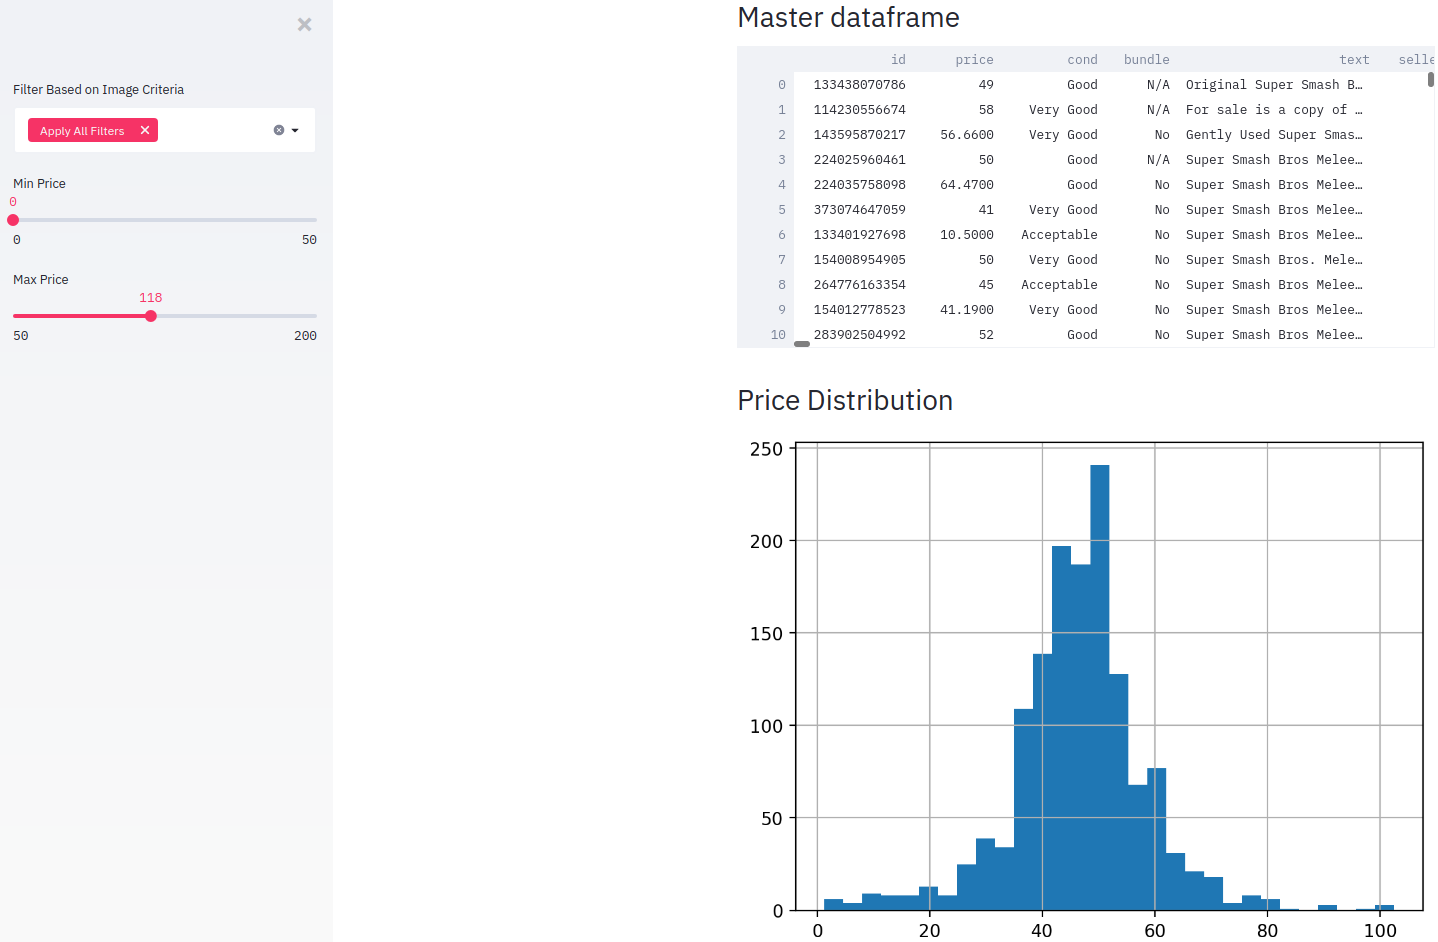 ×
Filter Based on Image Criteria
Apply All Filters ×
Min Price
0
0 50
Max Price
118
50 200
Master dataframe
id price cond bundle text selle
0 133438070786 49 Good N/A Original Super Smash B…
1 114230556674 58 Very Good N/A For sale is a copy of …
2 143595870217 56.6600 Very Good No Gently Used Super Smas…
3 224025960461 50 Good N/A Super Smash Bros Melee…
4 224035758098 64.4700 Good No Super Smash Bros Melee…
5 373074647059 41 Very Good No Super Smash Bros Melee…
6 133401927698 10.5000 Acceptable No Super Smash Bros Melee…
7 154008954905 50 Very Good No Super Smash Bros. Mele…
8 264776163354 45 Acceptable No Super Smash Bros Melee…
9 154012778523 41.1900 Very Good No Super Smash Bros Melee…
10 283902504992 52 Good No Super Smash Bros Melee…
Price Distribution
250
200
150
100
50
0
0 20 40 60 80 100